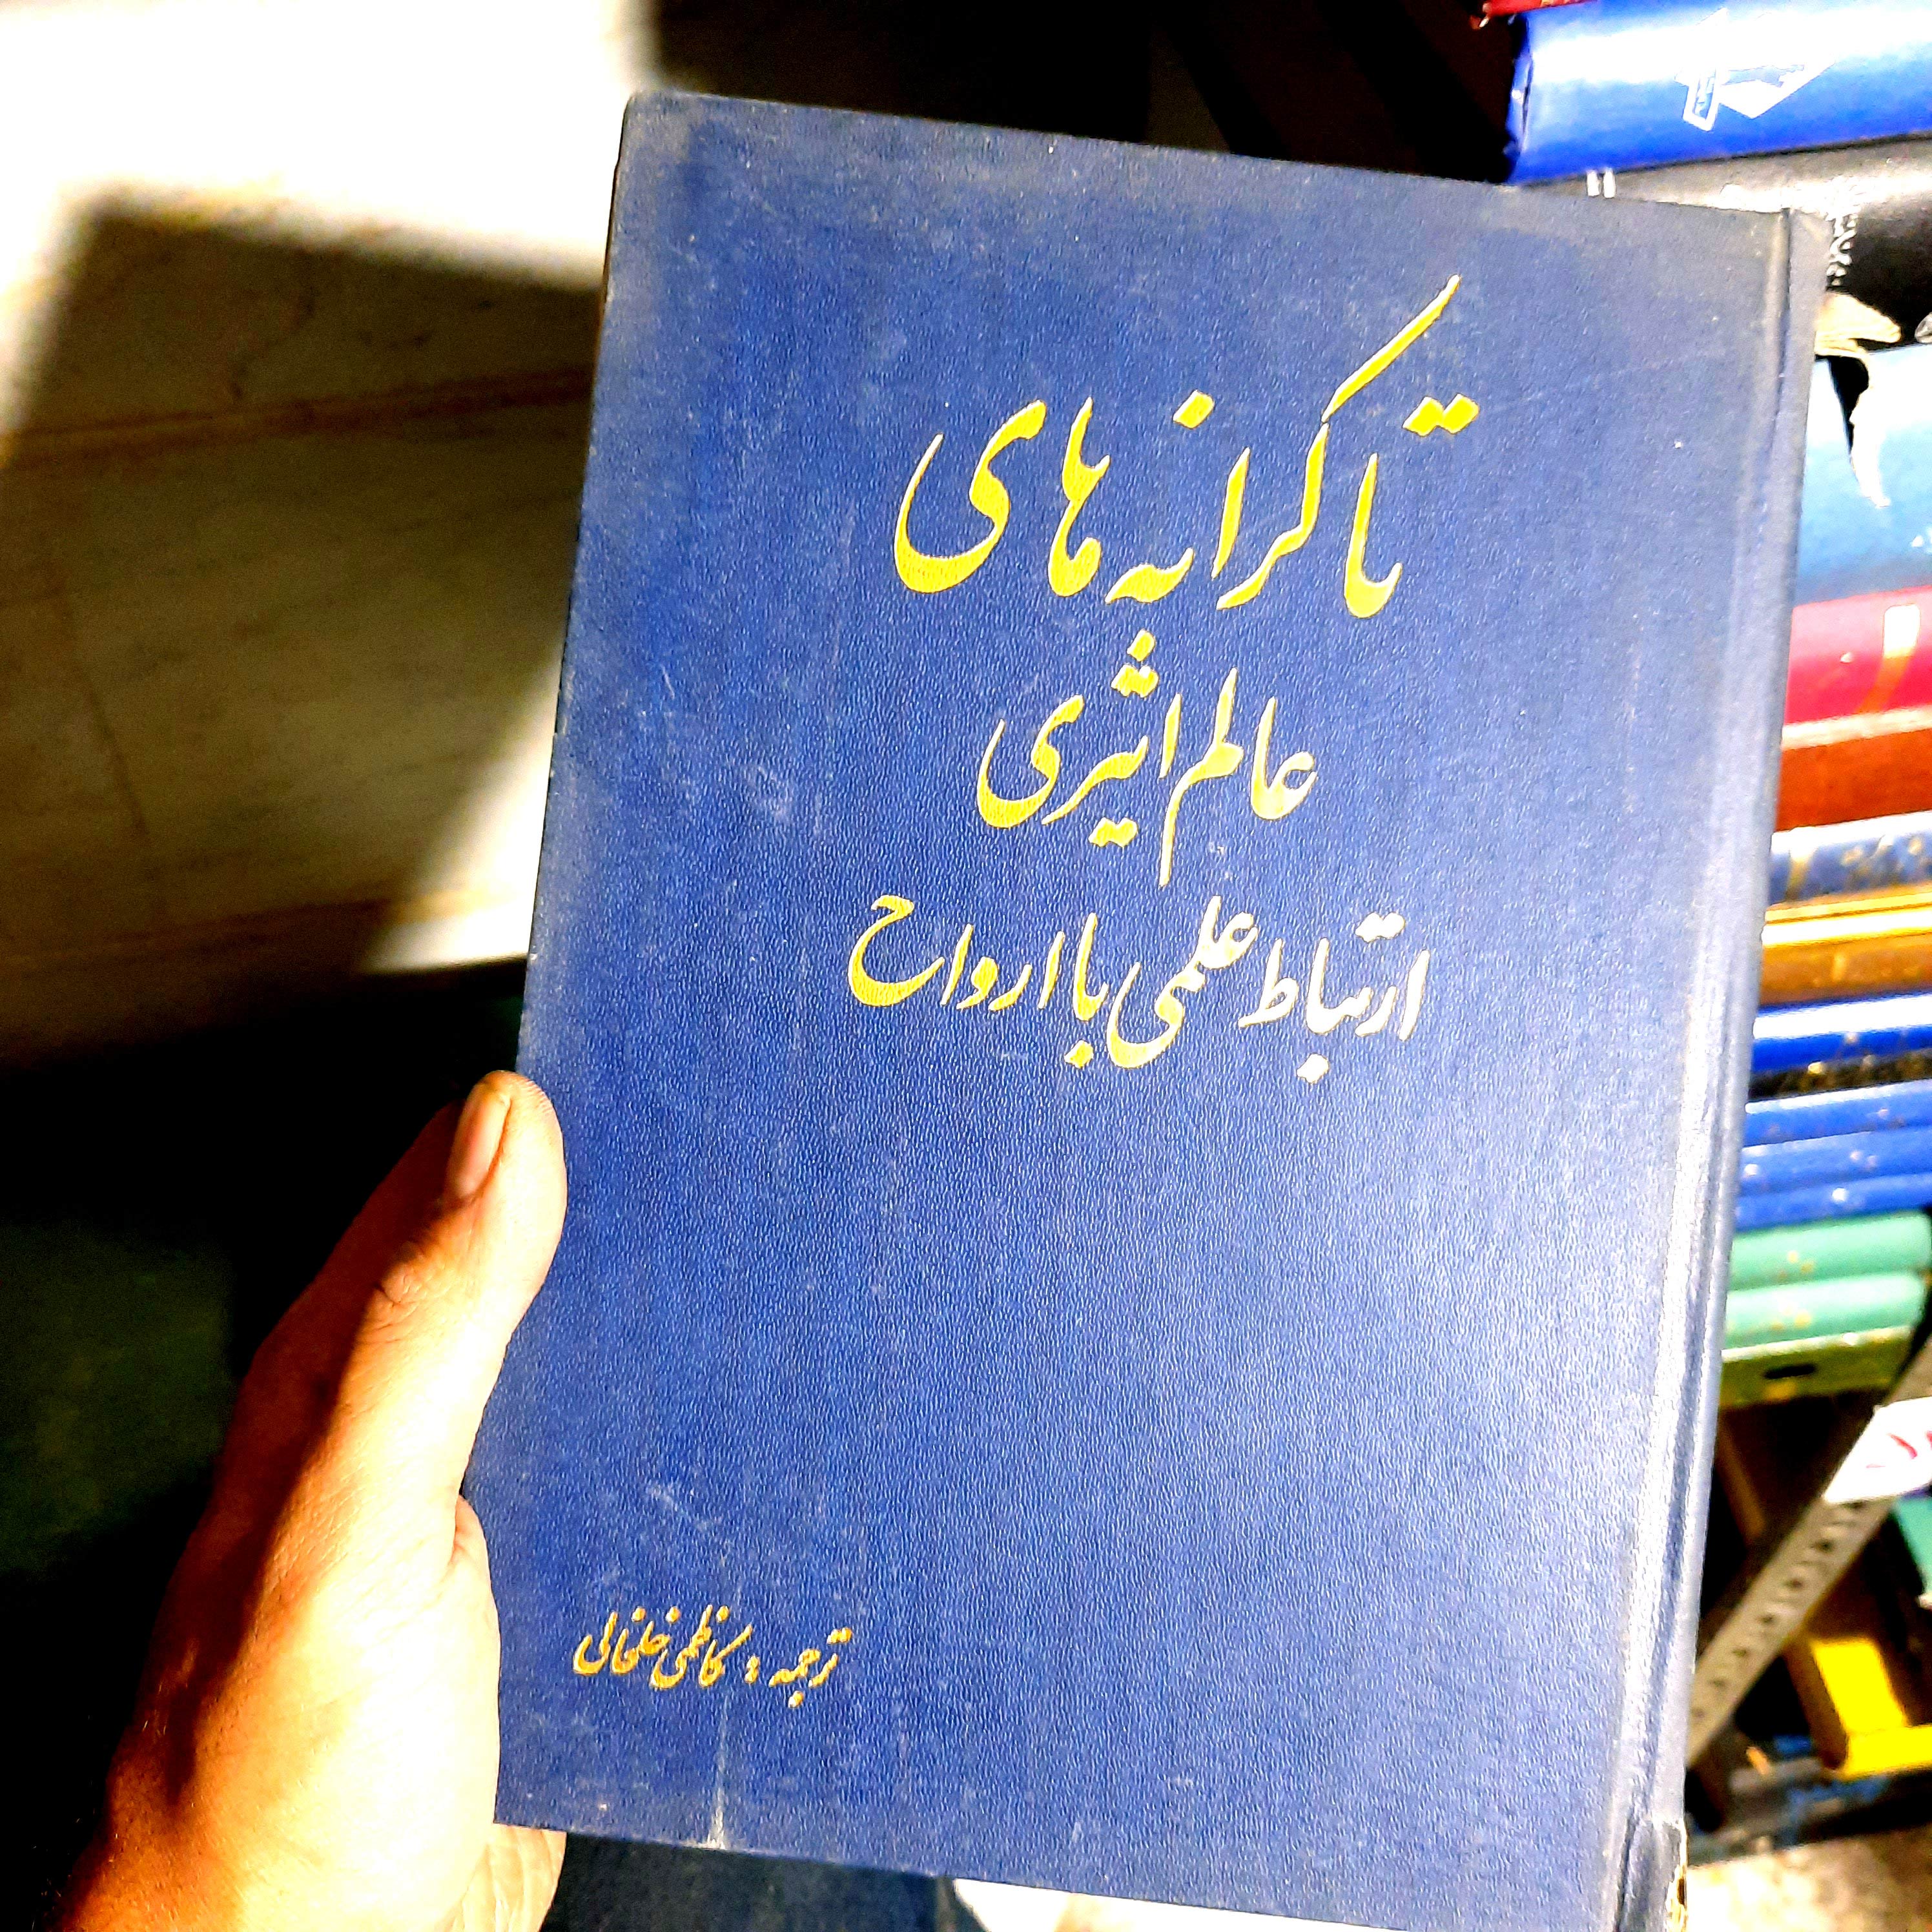 تا کرانه های
عالم اثیری
ارتباط علمی با ارواح
ترجمه : کاظمی خلخالی